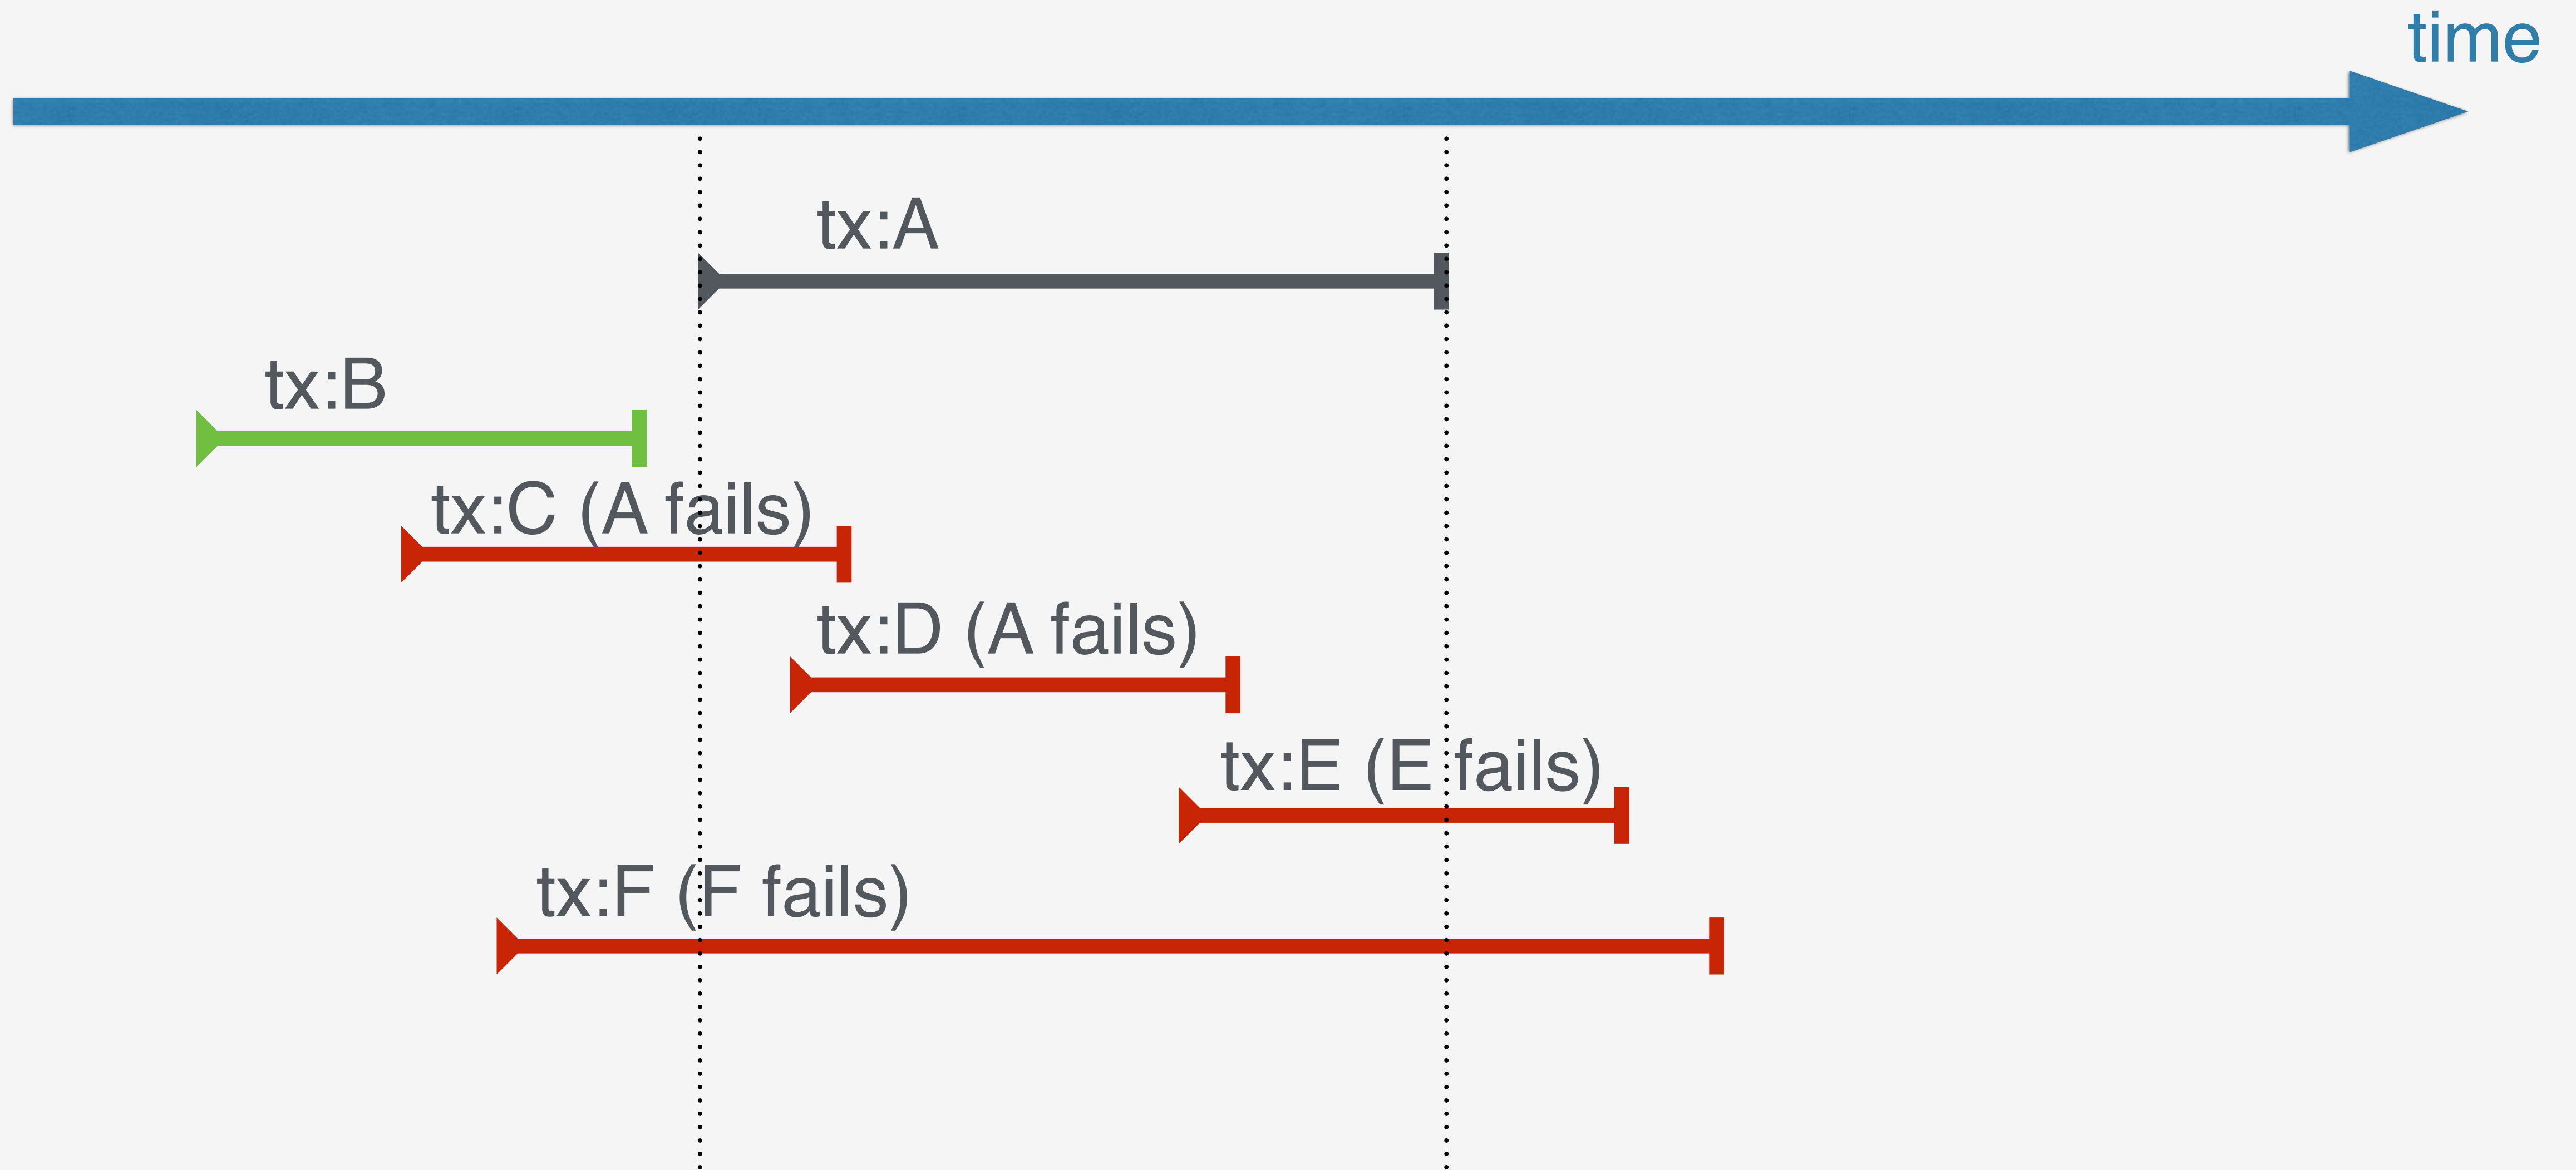 time
tx:A
tx:B
tx:C (A fails)
tx:D (A fails)
tx:E (E fails)
tx:F (F fails)